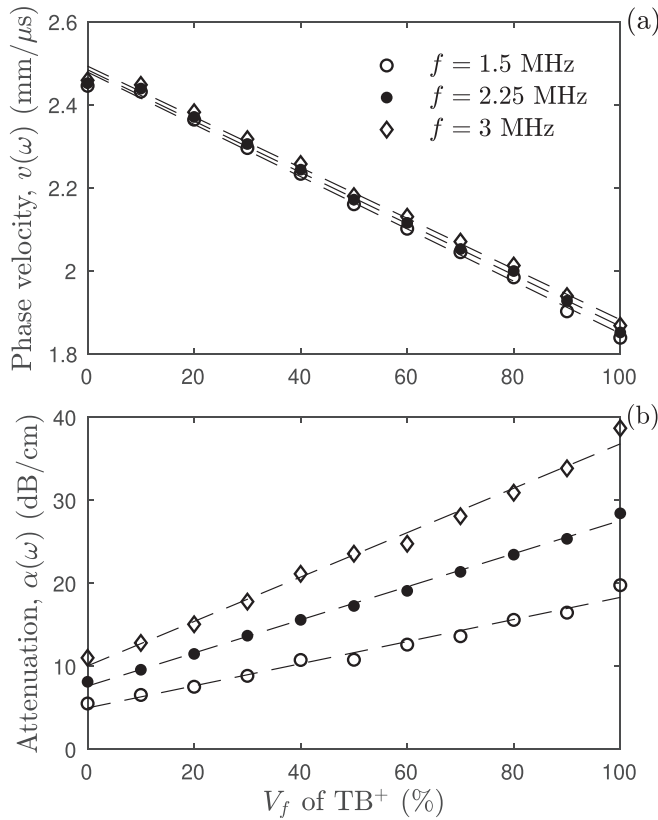 (a)
2.6
2.4
2.2
2
1.8
Phase velocity, v(ω) (mm/μs)
f = 1.5 MHz
f = 2.25 MHz
f = 3 MHz
0 20 40 60 80 100
(b)
40
30
20
10
0
Attenuation, α(ω) (dB/cm)
0 20 40 60 80 100
V_f of TB⁺ (%)